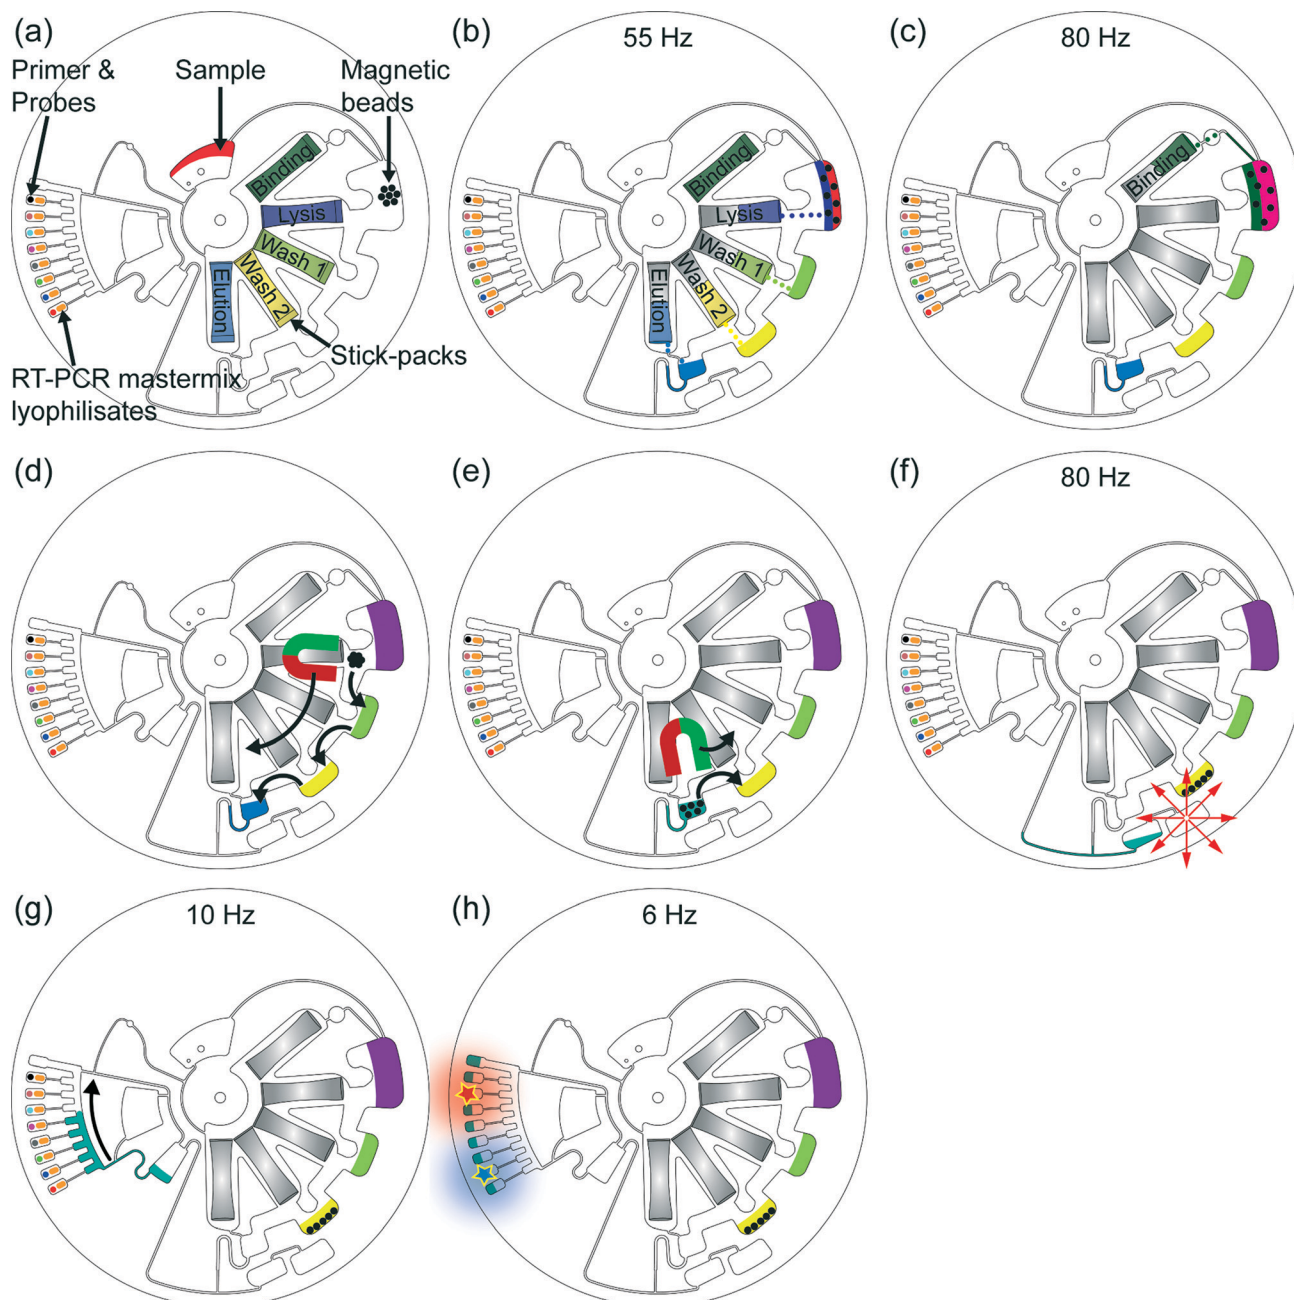 (a)
Primer &
Probes
Sample
Magnetic
beads
Binding
Lysis
Wash 1
Wash 2
Elution
Stick-packs
RT-PCR mastermix
lyophilisates
(b)
55 Hz
Binding
Lysis
Wash 1
Wash 2
Elution
(c)
80 Hz
Binding
(d)
(e)
(f)
80 Hz
(g)
10 Hz
(h)
6 Hz